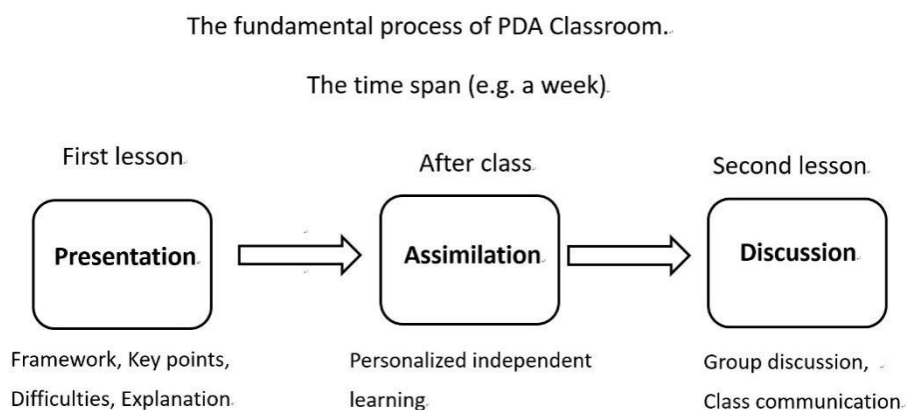 The fundamental process of PDA Classroom.
The time span (e.g. a week)
First lesson
After class
Second lesson
Presentation
Assimilation
Discussion
Framework, Key points,
Difficulties, Explanation
Personalized independent
learning
Group discussion,
Class communication